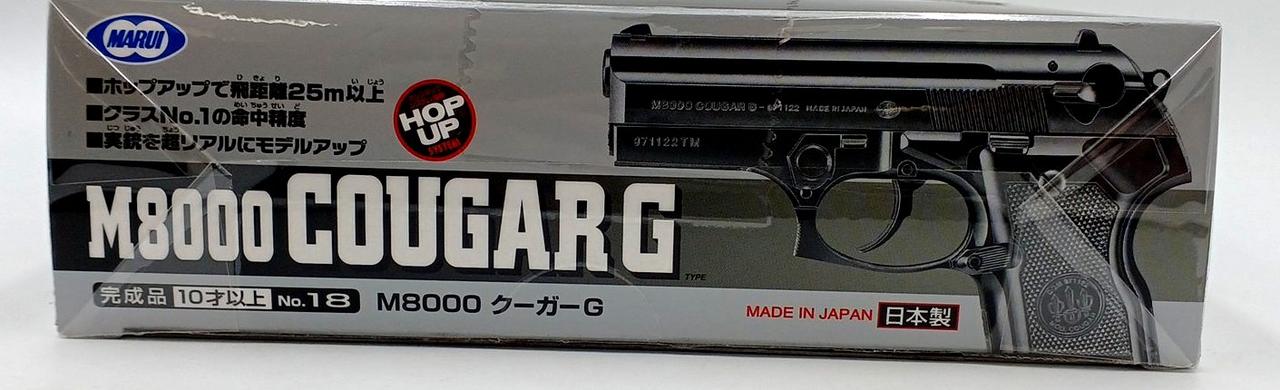 MARUI
■ホップアップで飛距離25m以上
■クラスNo.1の命中精度
■実銃を超リアルにモデルアップ
HOP
UP
SYSTEM
M8000 COUGAR G
TYPE
完成品 10才以上 No.18 M8000 クーガーG
MADE IN JAPAN 日本製
M8000 COUGAR G - 971122 MADE IN JAPAN
971122TM